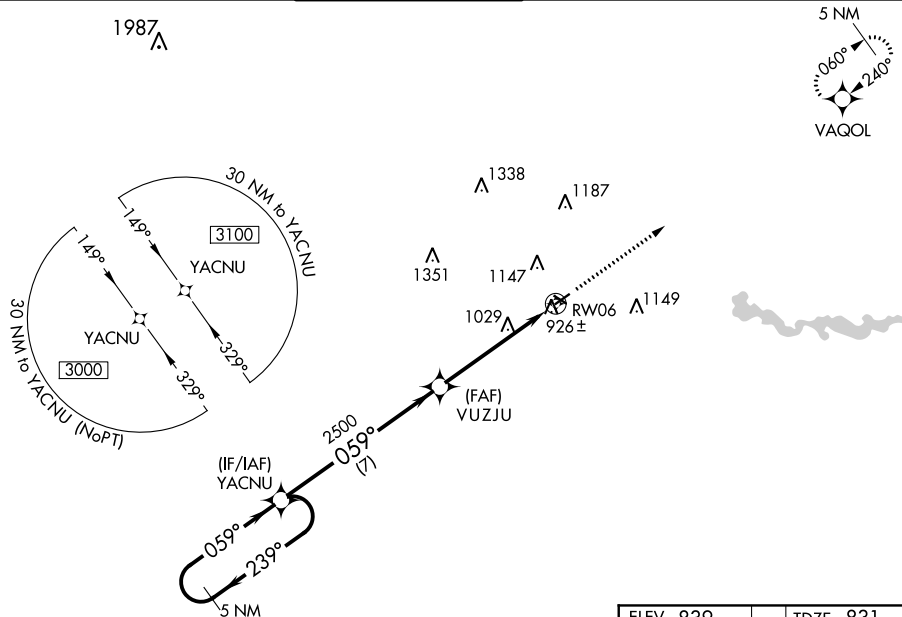 1987
5 NM
060°
240°
VAQOL
30 NM to YACNU
149°
3100
YACNU
329°
149°
YACNU
3000
329°
30 NM to YACNU (NoPT)
1338
1187
1351
1147
1029
RW06
926±
1149
(FAF)
VUZJU
2500
059°
(7)
(IF/IAF)
YACNU
059°
239°
5 NM